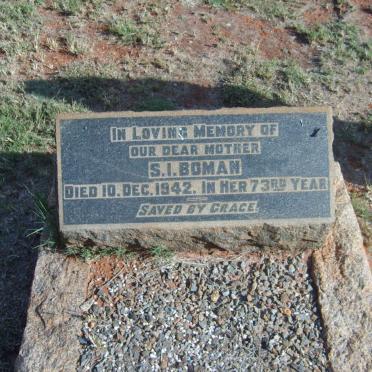 In Loving Memory of
our dear mother
S.I. Boman
Died 10. Dec. 1942. In Her 73rd Year
Saved by Grace.